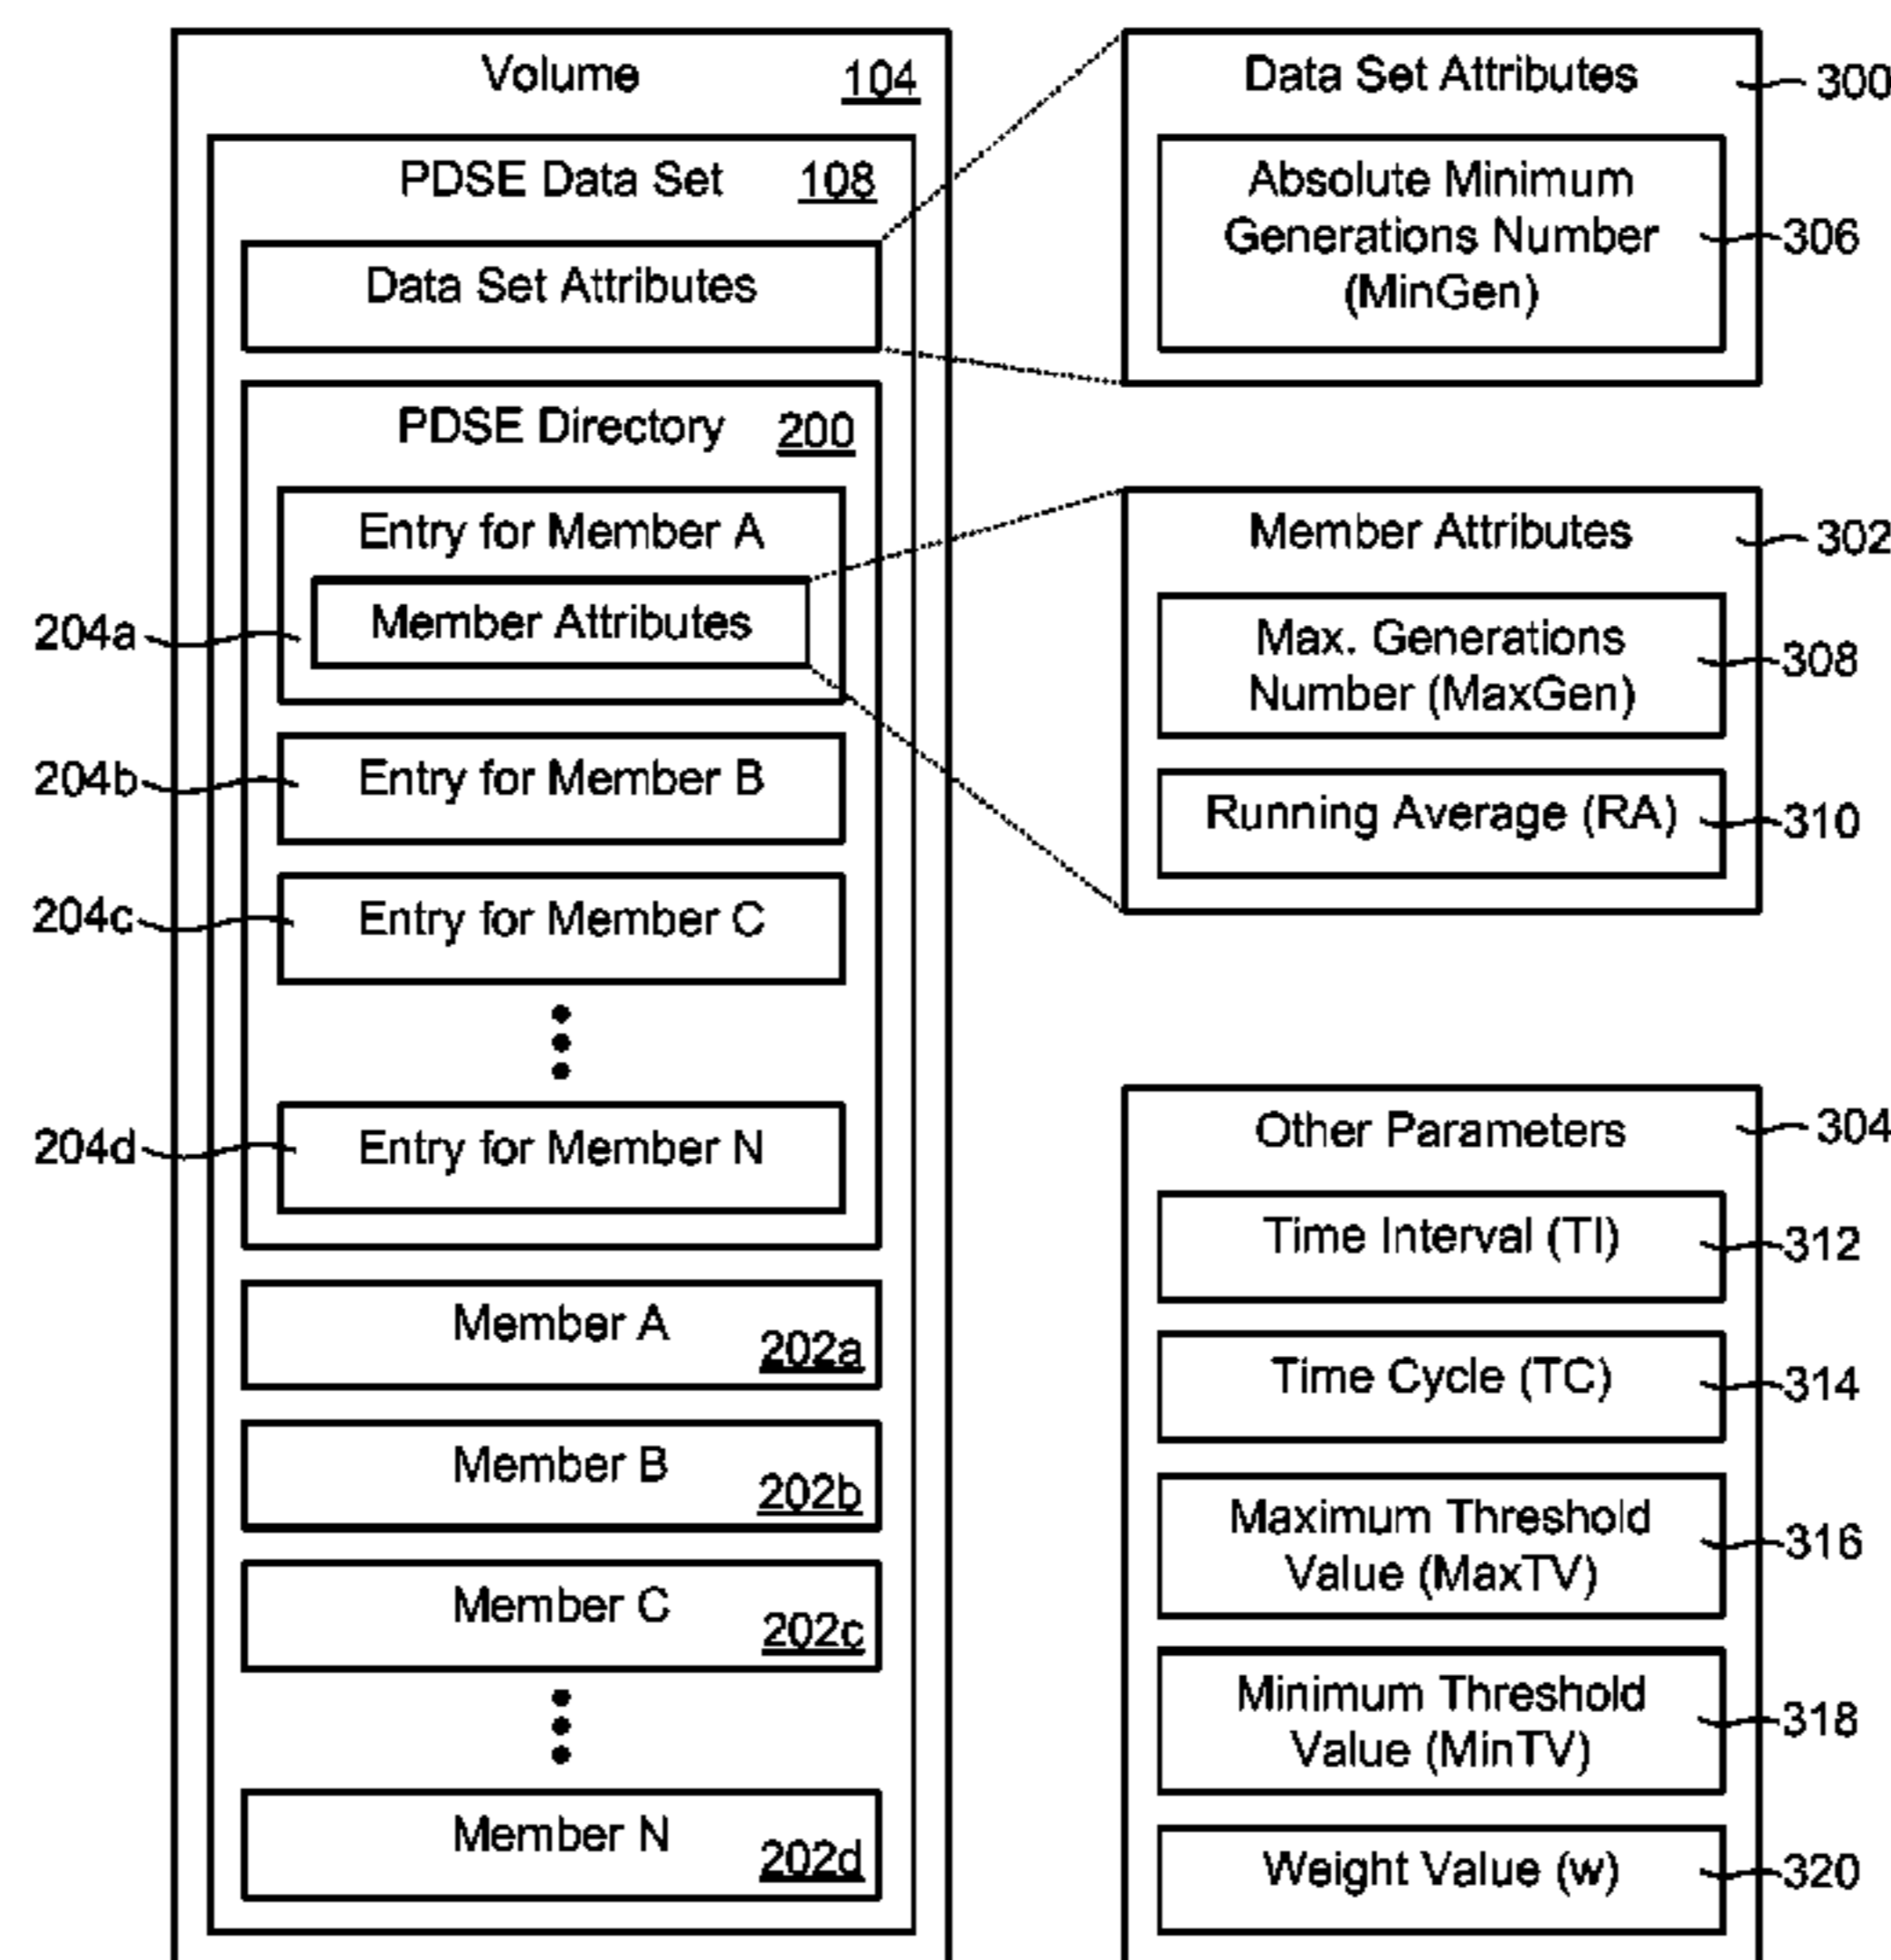 Volume 104
PDSE Data Set 108
Data Set Attributes
PDSE Directory 200
Entry for Member A
Member Attributes
204a
Entry for Member B
204b
Entry for Member C
204c
Entry for Member N
204d
Member A 202a
Member B 202b
Member C 202c
Member N 202d
Data Set Attributes 300
Absolute Minimum
Generations Number
(MinGen)
306
Member Attributes 302
Max. Generations
Number (MaxGen)
308
Running Average (RA) 310
Other Parameters 304
Time Interval (TI) 312
Time Cycle (TC) 314
Maximum Threshold
Value (MaxTV)
316
Minimum Threshold
Value (MinTV)
318
Weight Value (w) 320